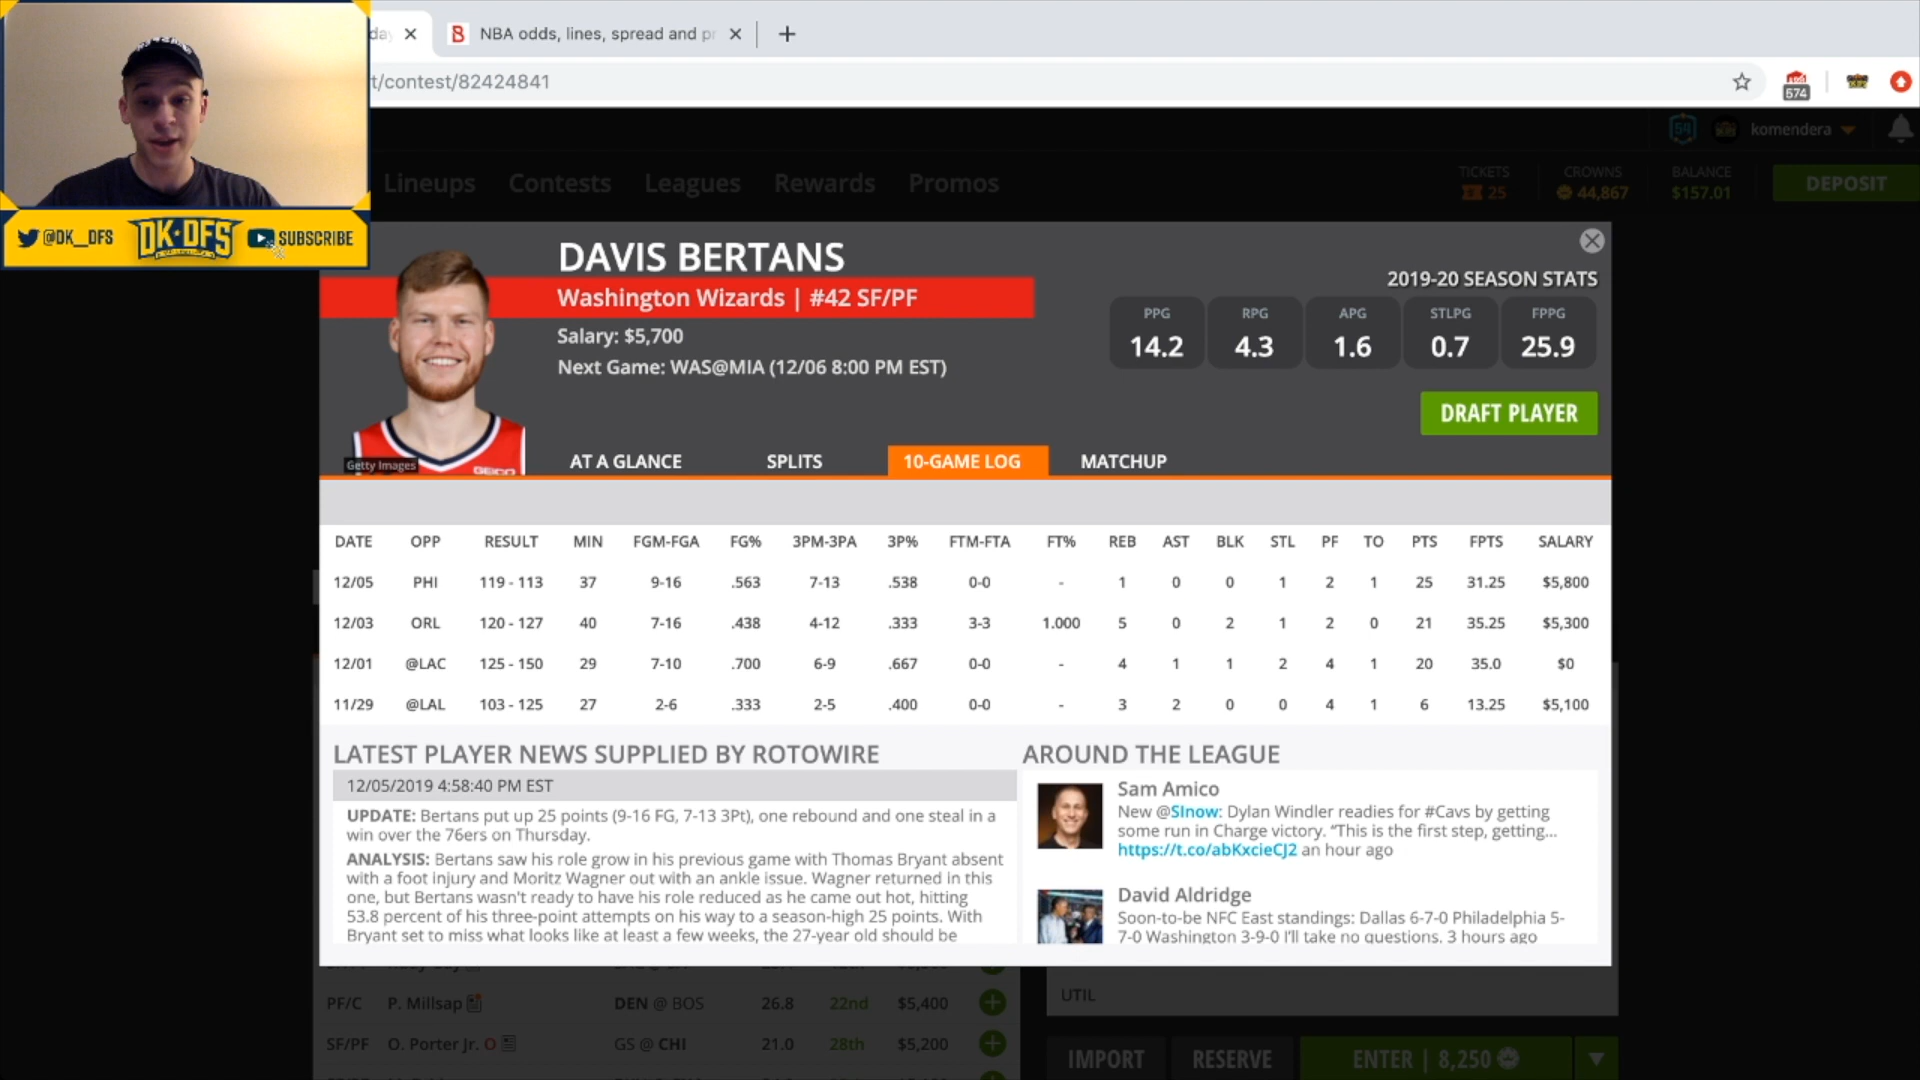 NBA odds, lines, spread and pr
t/contest/82424841
574
54
komendera
Lineups Contests Leagues Rewards Promos
TICKETS
25
CROWNS
44,867
BALANCE
$157.01
DEPOSIT
@DK__DFS
DK DFS
SUBSCRIBE
DAVIS BERTANS
Washington Wizards | #42 SF/PF
Salary: $5,700
Next Game: WAS@MIA (12/06 8:00 PM EST)
Getty Images
GEICO
2019-20 SEASON STATS
PPG RPG APG STLPG FPPG
14.2 4.3 1.6 0.7 25.9
DRAFT PLAYER
AT A GLANCE SPLITS 10-GAME LOG MATCHUP
DATE OPP RESULT MIN FGM-FGA FG% 3PM-3PA 3P% FTM-FTA FT% REB AST BLK STL PF TO PTS FPTS SALARY
12/05 PHI 119 - 113 37 9-16 .563 7-13 .538 0-0 - 1 0 0 1 2 1 25 31.25 $5,800
12/03 ORL 120 - 127 40 7-16 .438 4-12 .333 3-3 1.000 5 0 2 1 2 0 21 35.25 $5,300
12/01 @LAC 125 - 150 29 7-10 .700 6-9 .667 0-0 - 4 1 1 2 4 1 20 35.0 $0
11/29 @LAL 103 - 125 27 2-6 .333 2-5 .400 0-0 - 3 2 0 0 4 1 6 13.25 $5,100
LATEST PLAYER NEWS SUPPLIED BY ROTOWIRE
12/05/2019 4:58:40 PM EST
UPDATE: Bertans put up 25 points (9-16 FG, 7-13 3Pt), one rebound and one steal in a
win over the 76ers on Thursday.
ANALYSIS: Bertans saw his role grow in his previous game with Thomas Bryant absent
with a foot injury and Moritz Wagner out with an ankle issue. Wagner returned in this
one, but Bertans wasn't ready to have his role reduced as he came out hot, hitting
53.8 percent of his three-point attempts on his way to a season-high 25 points. With
Bryant set to miss what looks like at least a few weeks, the 27-year old should be
AROUND THE LEAGUE
Sam Amico
New @SInow: Dylan Windler readies for #Cavs by getting
some run in Charge victory. "This is the first step, getting...
https://t.co/abKxcieCJ2 an hour ago
David Aldridge
Soon-to-be NFC East standings: Dallas 6-7-0 Philadelphia 5-
7-0 Washington 3-9-0 I'll take no questions. 3 hours ago
PF/C P. Millsap DEN @ BOS 26.8 22nd $5,400
SF/PF O. Porter Jr. O GS @ CHI 21.0 28th $5,200
UTIL
IMPORT RESERVE ENTER | 8,250